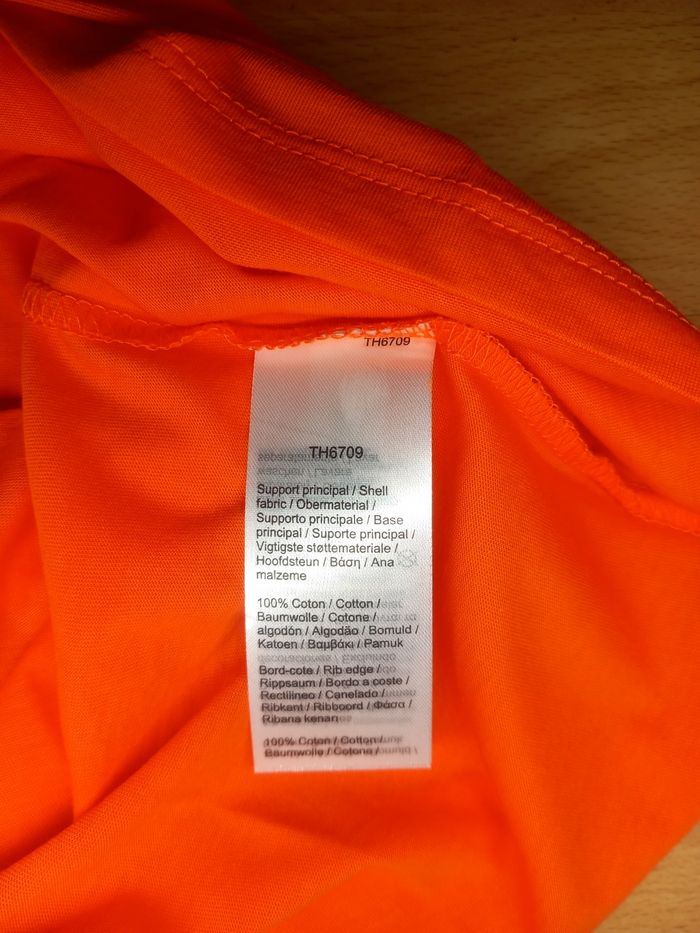 TH6709
TH6709
Support principal / Shell
fabric / Obermaterial /
Supporto principale / Base
principal / Suporte principal /
Vigtigste støttemateriale /
Hoofdsteun / Βάση / Ana
malzeme
100% Coton / Cotton /
Baumwolle / Cotone /
algodón / Algodão / Bomuld /
Katoen / Βαμβάκι / Pamuk
Bord-cote / Rib edge /
Rippsaum / Bordo a coste /
Rectilineo / Canelado /
Ribkant / Ribboord / Φάσα /
Ribana kenarı
100% Coton / Cotton /
Baumwolle / Cotone /